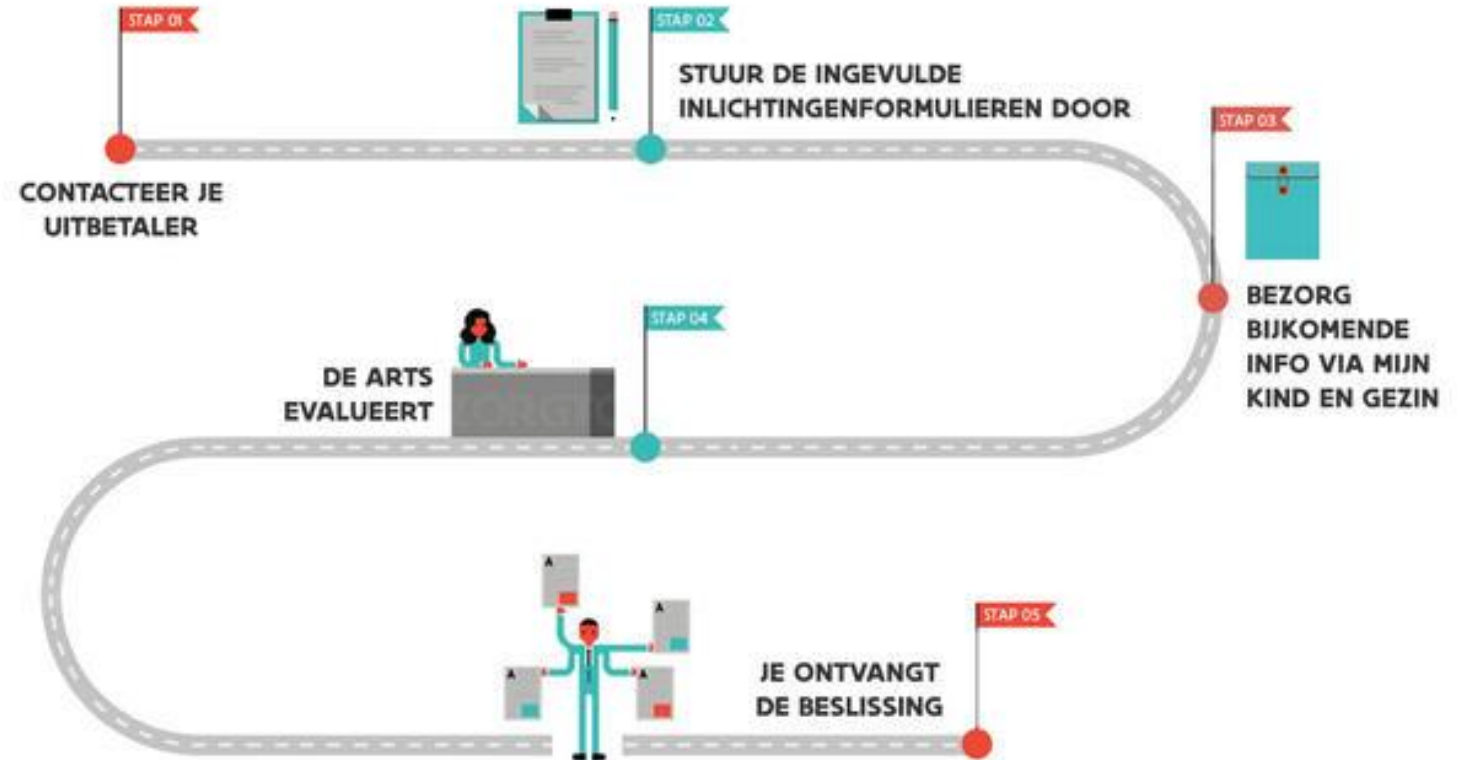 STAP 01
CONTACTEER JE
UITBETALER
STAP 02
STUUR DE INGEVULDE
INLICHTINGENFORMULIEREN DOOR
STAP 03
BEZORG
BIJKOMENDE
INFO VIA MIJN
KIND EN GEZIN
STAP 04
DE ARTS
EVALUEERT
STAP 05
JE ONTVANGT
DE BESLISSING
A
A
A
A